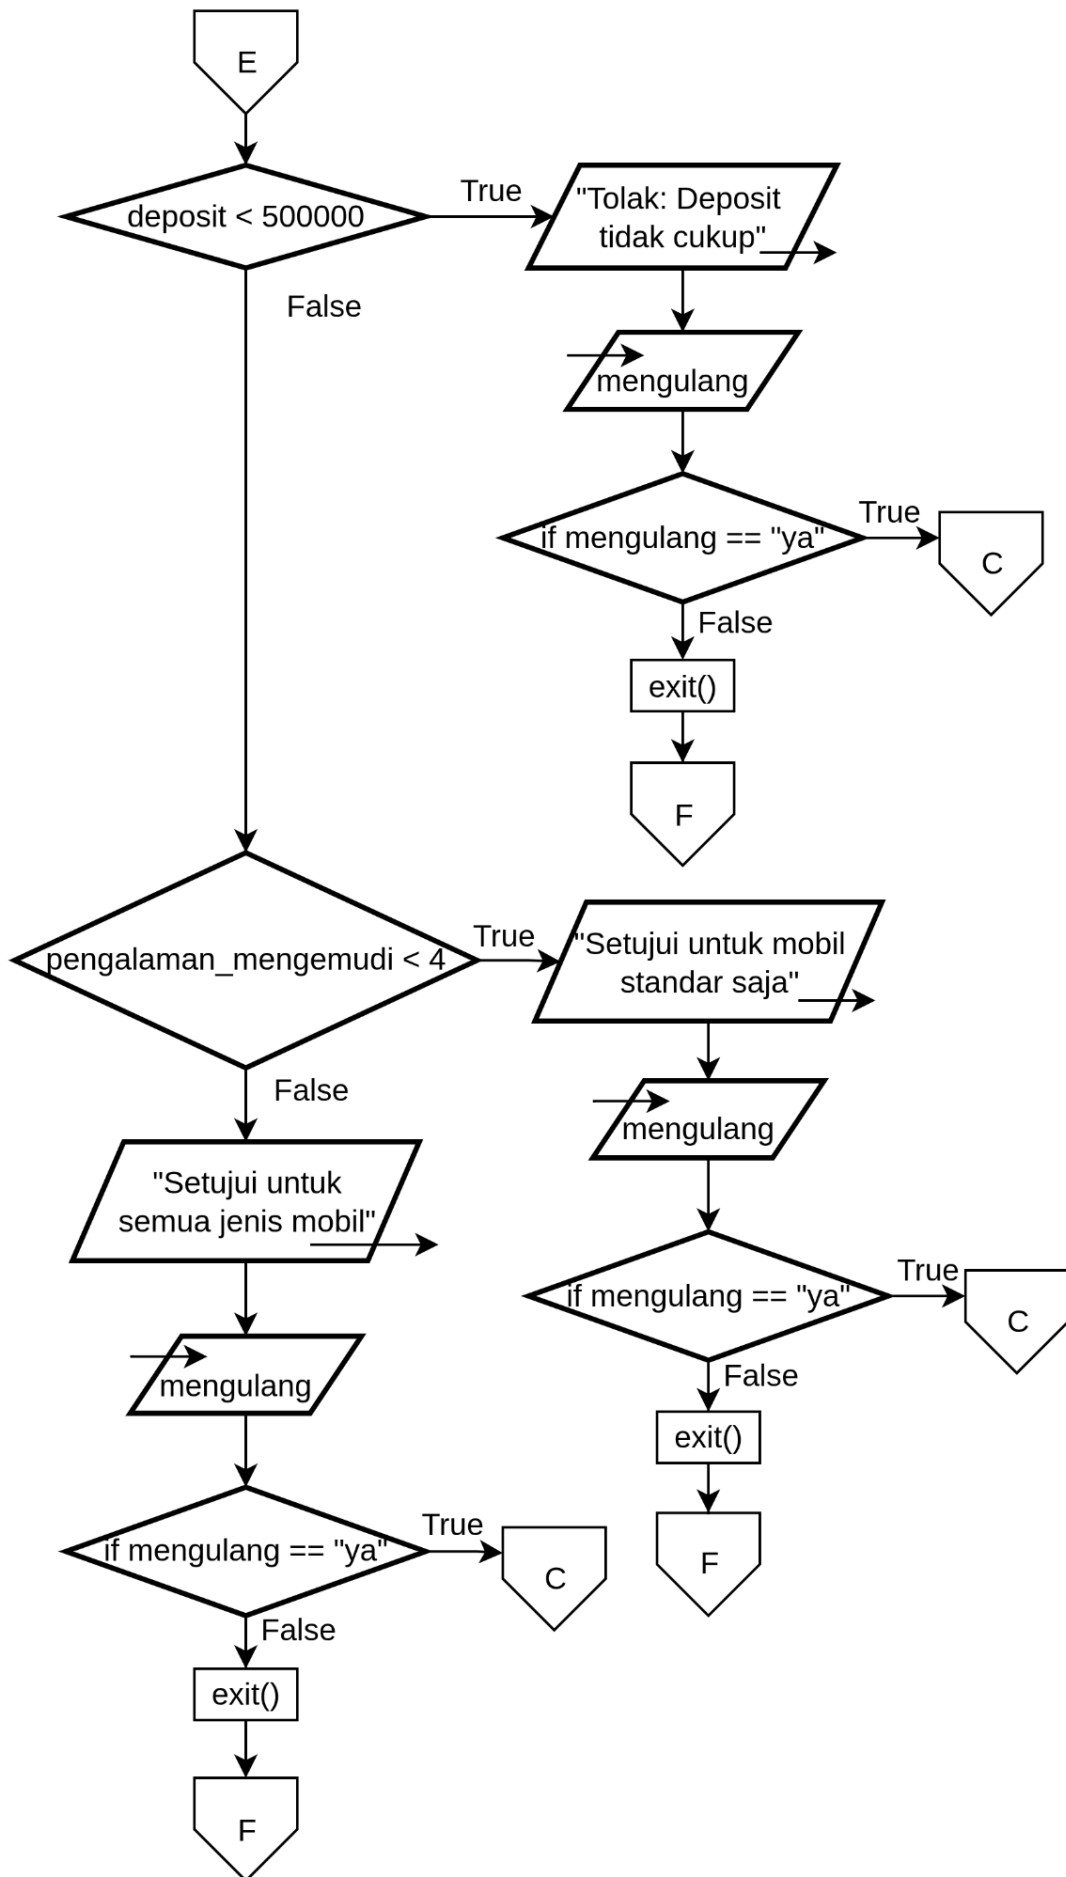 E
deposit < 500000
True
"Tolak: Deposit
tidak cukup"
False
mengulang
if mengulang == "ya"
True
C
False
exit()
F
pengalaman_mengemudi < 4
True
"Setujui untuk mobil
standar saja"
False
mengulang
"Setujui untuk
semua jenis mobil"
if mengulang == "ya"
True
C
False
mengulang
exit()
F
if mengulang == "ya"
True
C
False
exit()
F